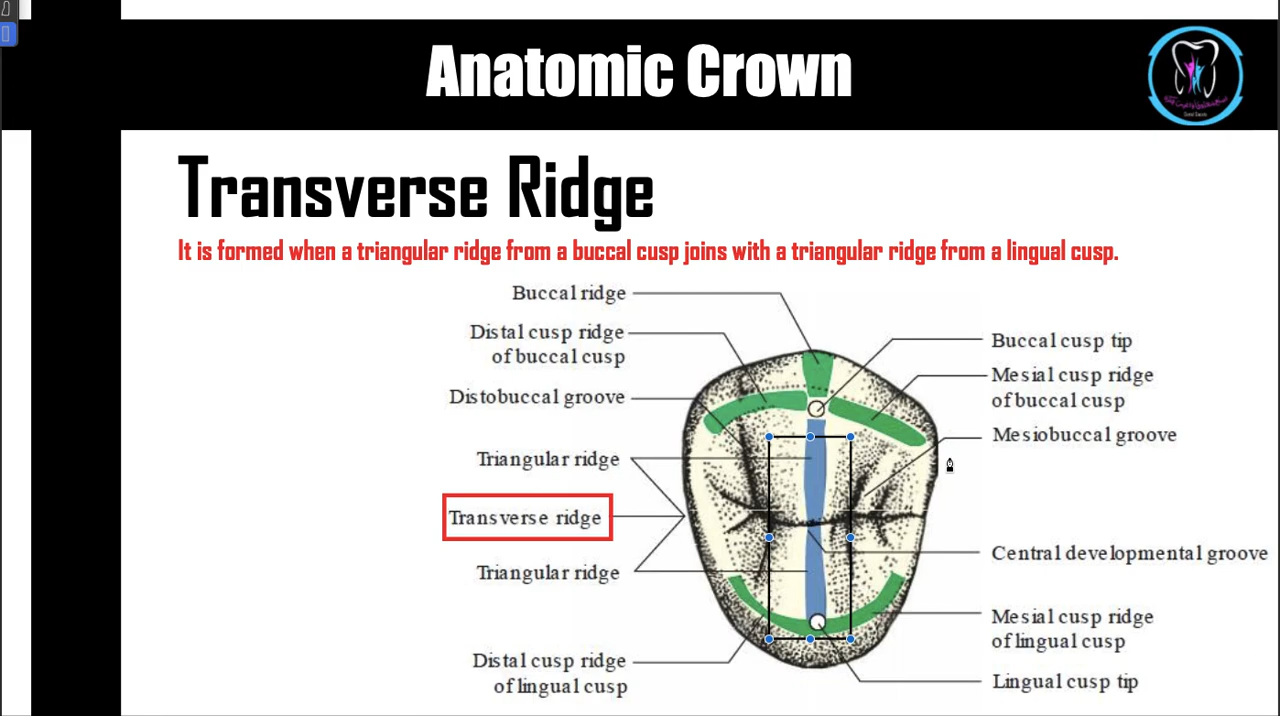 Anatomic Crown
Transverse Ridge
It is formed when a triangular ridge from a buccal cusp joins with a triangular ridge from a lingual cusp.
Buccal ridge
Distal cusp ridge
of buccal cusp
Distobuccal groove
Triangular ridge
Transverse ridge
Triangular ridge
Distal cusp ridge
of lingual cusp
Buccal cusp tip
Mesial cusp ridge
of buccal cusp
Mesiobuccal groove
Central developmental groove
Mesial cusp ridge
of lingual cusp
Lingual cusp tip